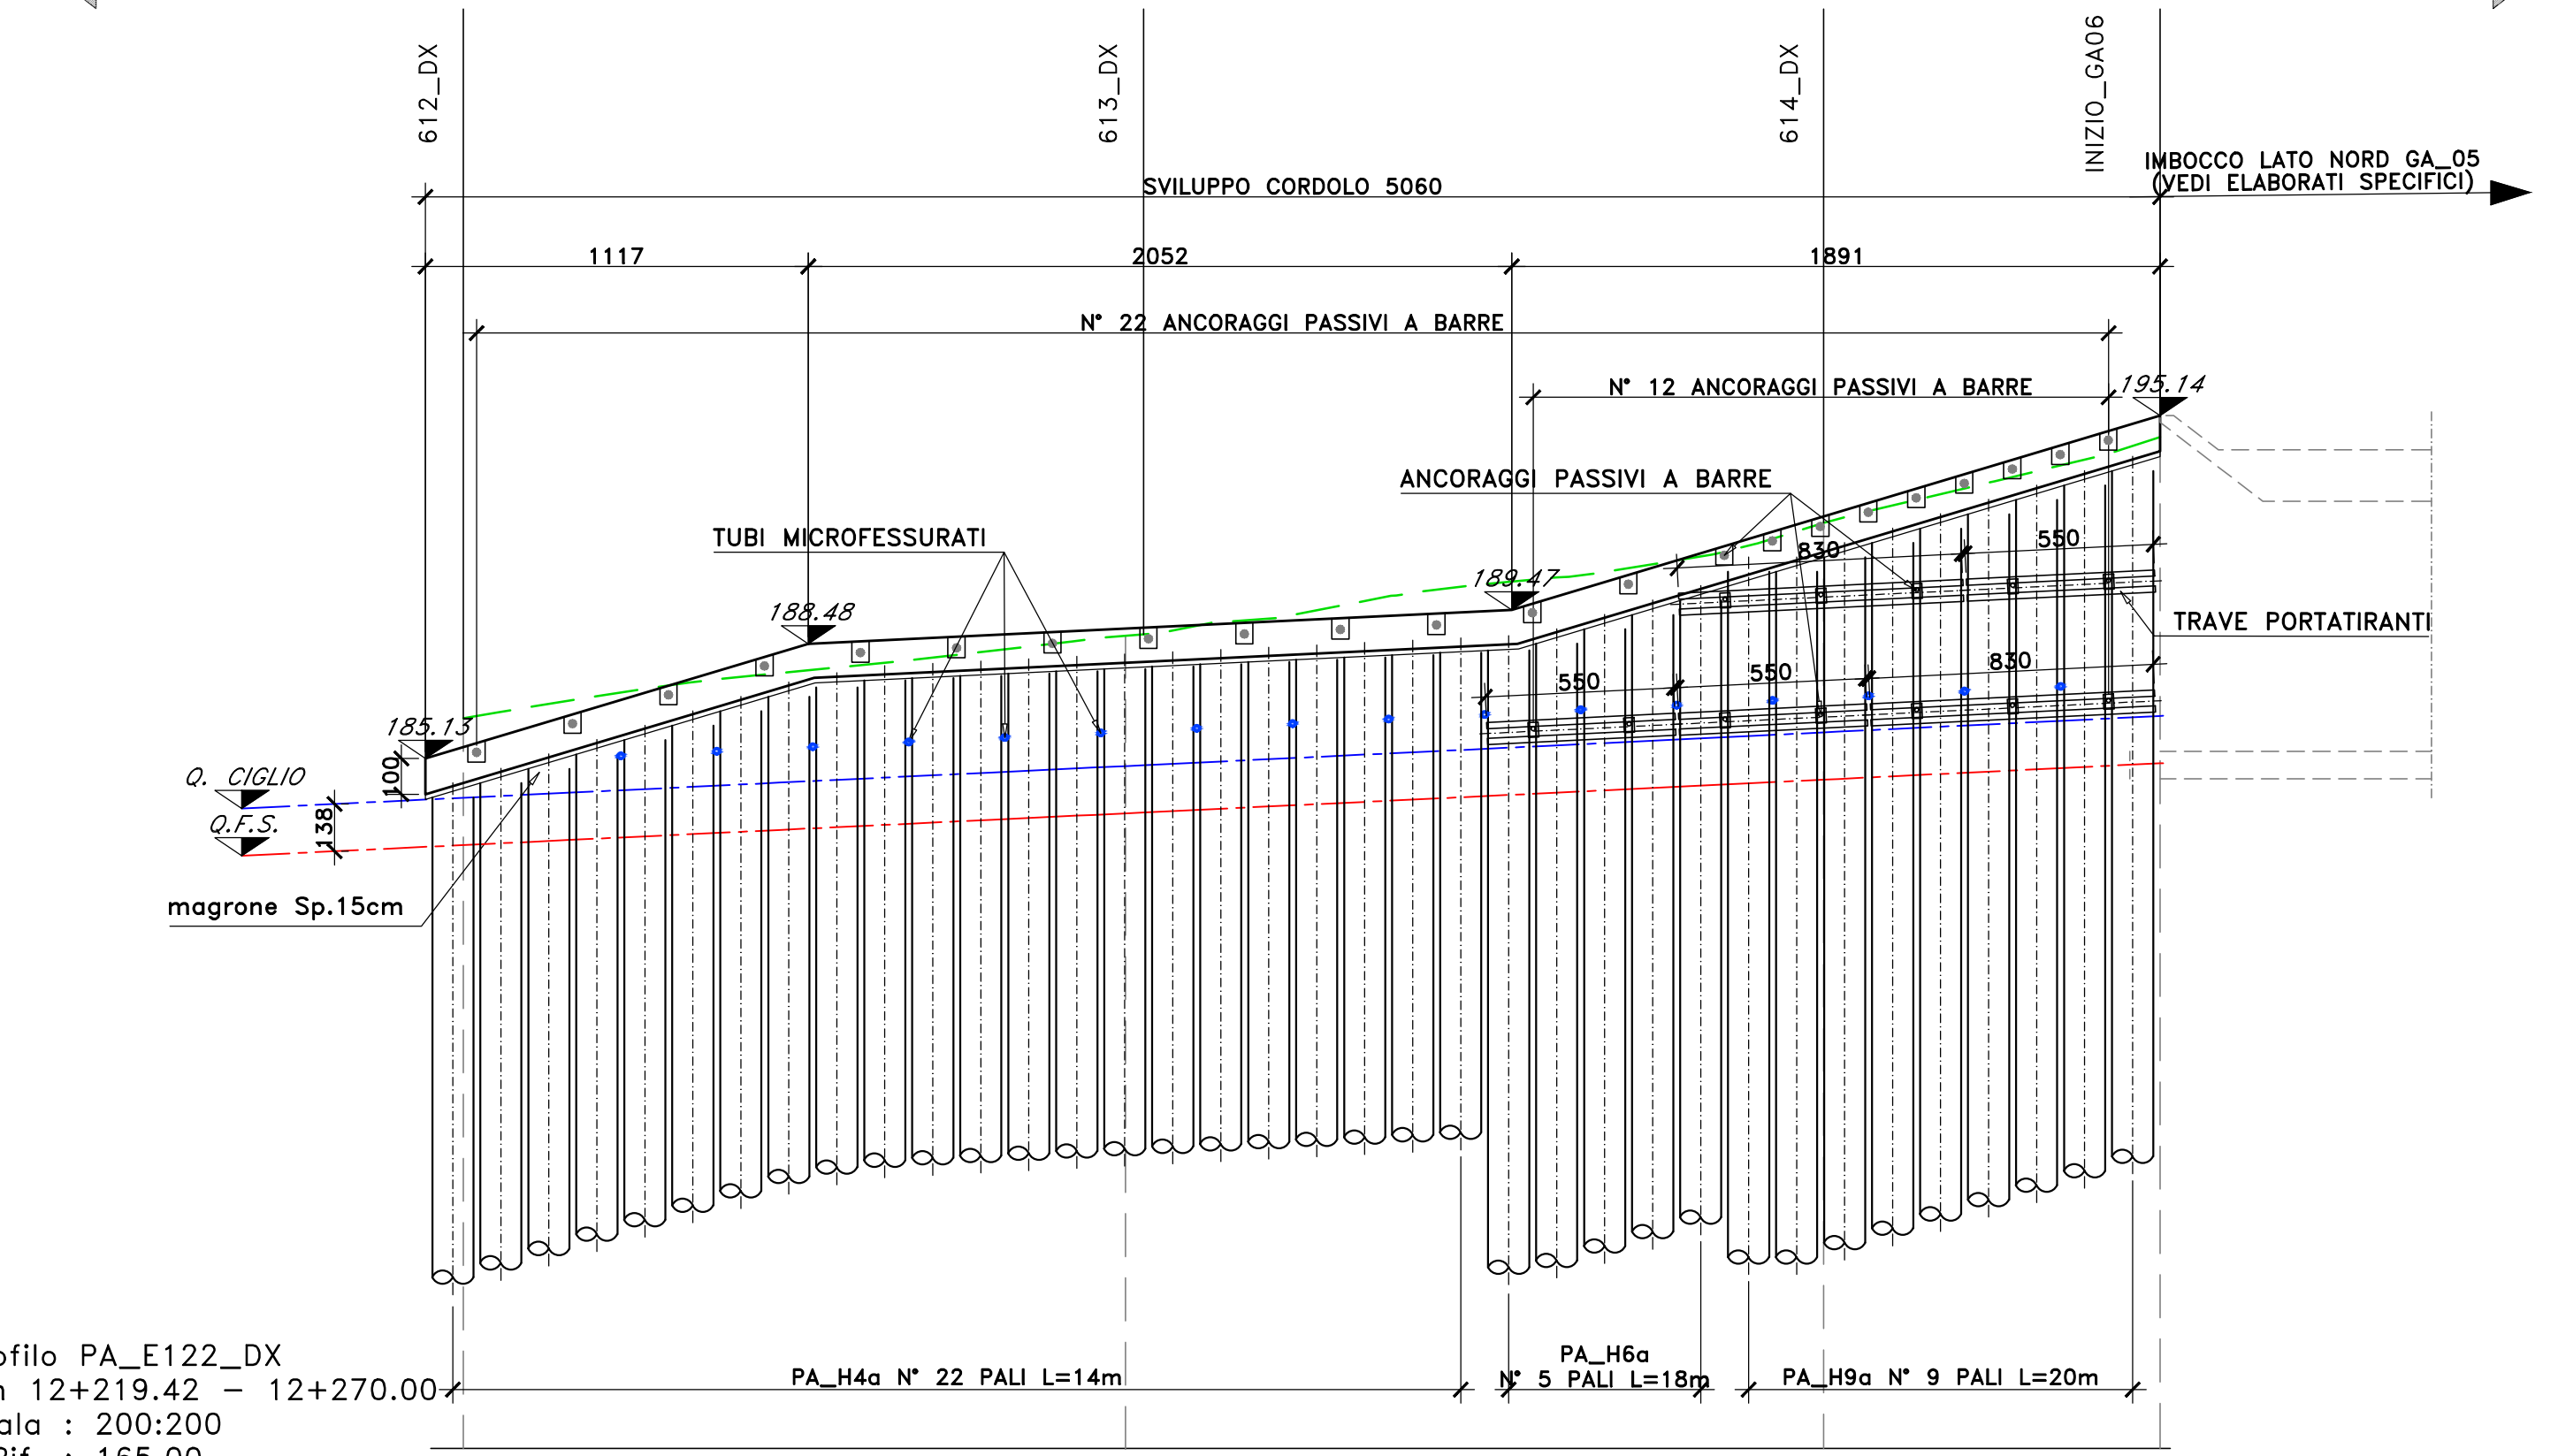 612_DX
613_DX
614_DX
INIZIO_GA06
IMBOCCO LATO NORD GA_05
(VEDI ELABORATI SPECIFICI)
SVILUPPO CORDOLO 5060
1117
2052
1891
N° 22 ANCORAGGI PASSIVI A BARRE
N° 12 ANCORAGGI PASSIVI A BARRE
195.14
ANCORAGGI PASSIVI A BARRE
TUBI MICROFESSURATI
830
550
189.47
188.48
TRAVE PORTATIRANTI
550
550
830
185.13
100
Q. CIGLIO
138
Q.F.S.
magrone Sp.15cm
PA_H4a N° 22 PALI L=14m
PA_H6a
N° 5 PALI L=18m
PA_H9a N° 9 PALI L=20m
ofilo PA_E122_DX
12+219.42 - 12+270.00
ala : 200:200
Rif. : 165.00